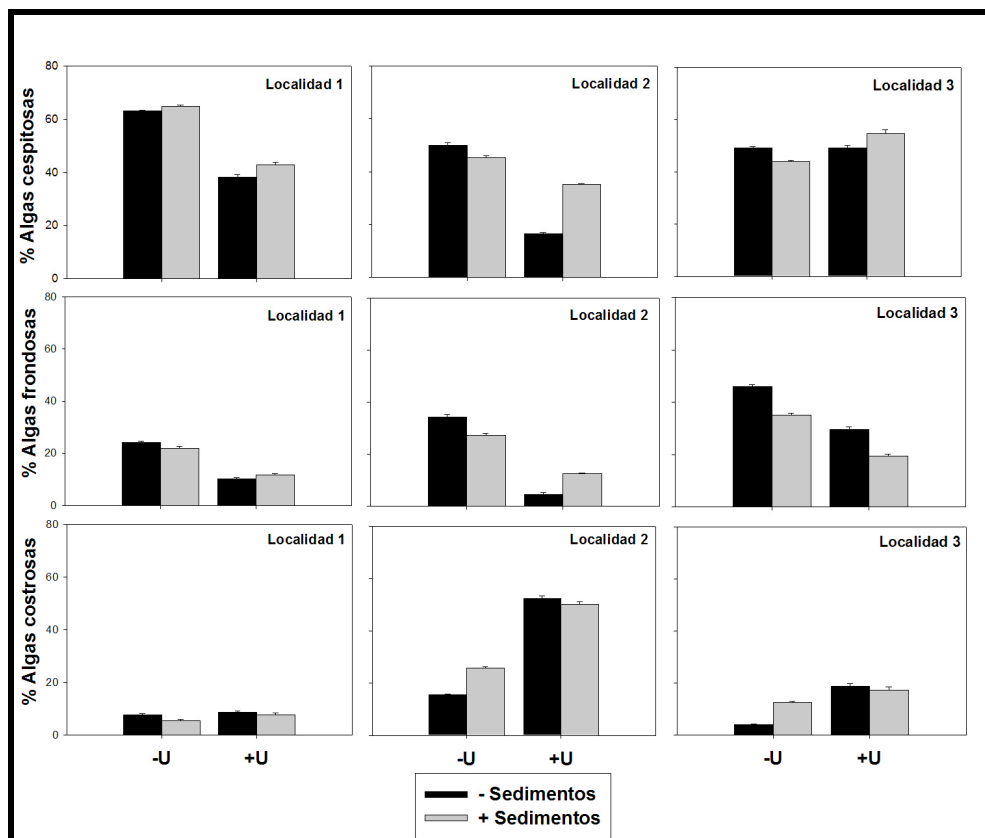 % Algas cespitosas
80
60
40
20
0
Localidad 1
Localidad 2
Localidad 3
% Algas frondosas
80
60
40
20
0
Localidad 1
Localidad 2
Localidad 3
% Algas costrosas
80
60
40
20
0
Localidad 1
Localidad 2
Localidad 3
-U +U
-U +U
-U +U
- Sedimentos
+ Sedimentos